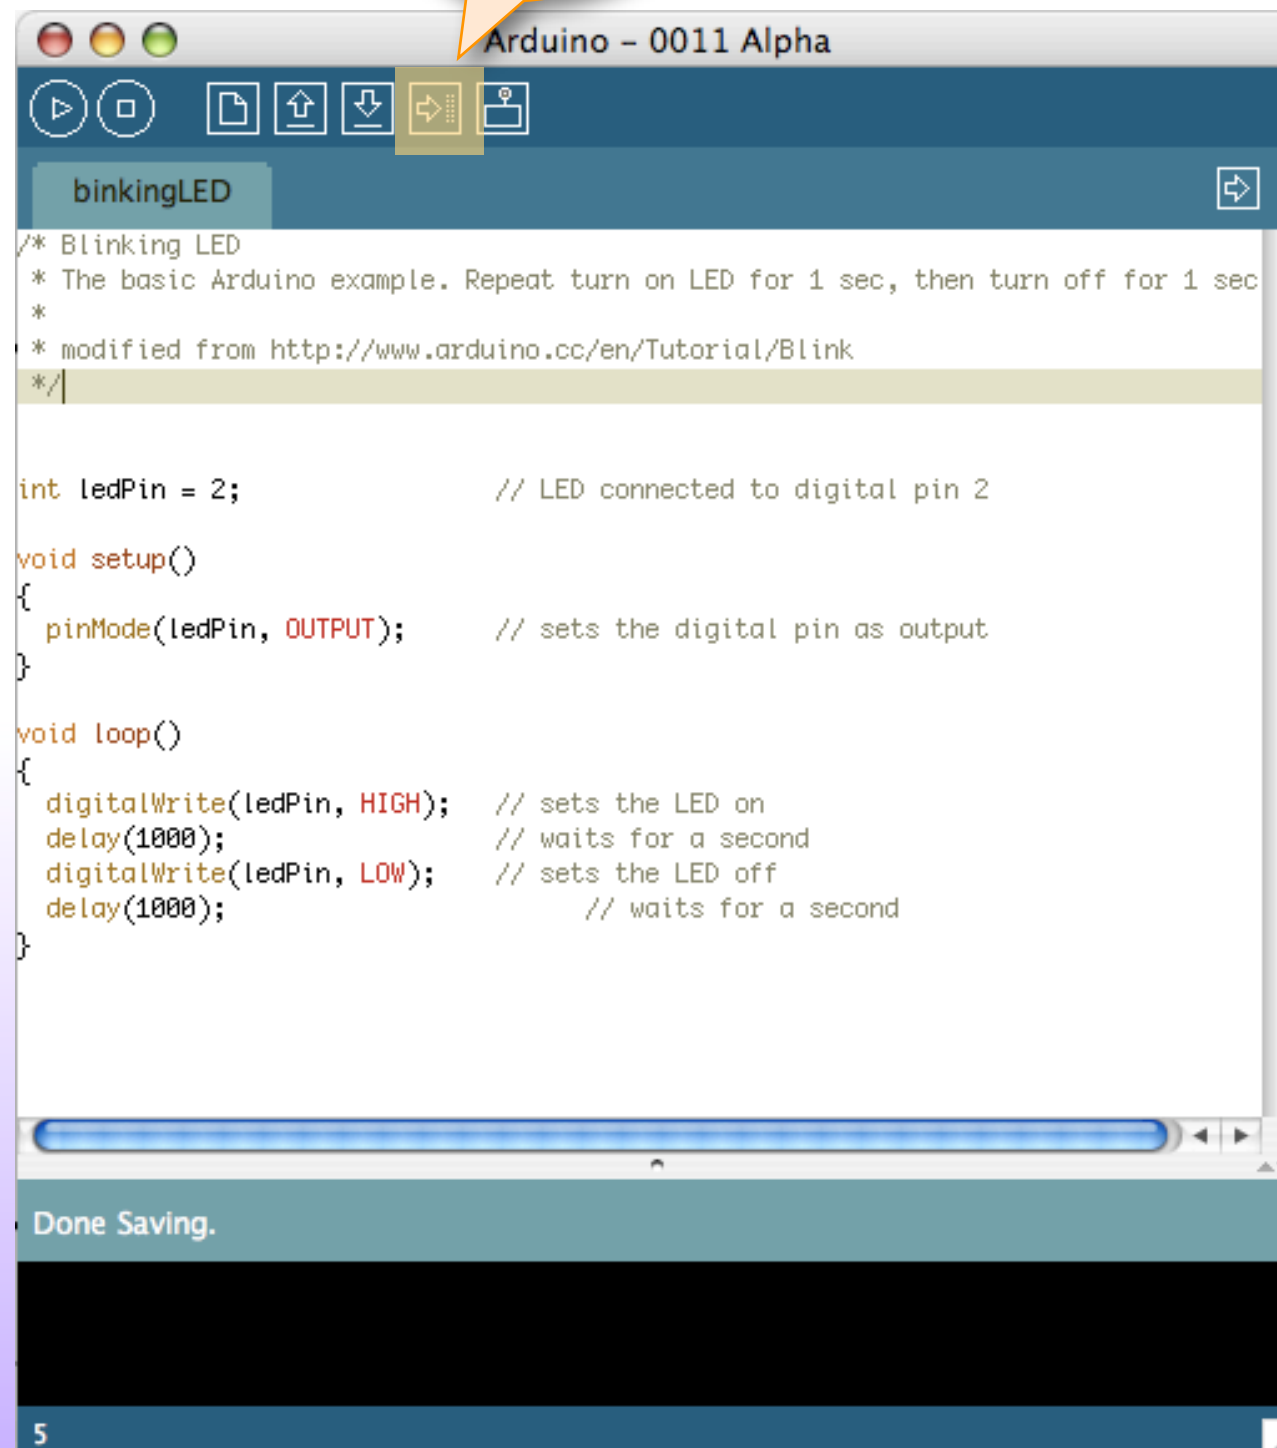 Arduino – 0011 Alpha
binkingLED
/* Blinking LED
 * The basic Arduino example. Repeat turn on LED for 1 sec, then turn off for 1 sec
 *
 * modified from http://www.arduino.cc/en/Tutorial/Blink
 */
int ledPin = 2;                 // LED connected to digital pin 2
void setup()
{
  pinMode(ledPin, OUTPUT);      // sets the digital pin as output
}
void loop()
{
  digitalWrite(ledPin, HIGH);   // sets the LED on
  delay(1000);                  // waits for a second
  digitalWrite(ledPin, LOW);    // sets the LED off
  delay(1000);                        // waits for a second
}
Done Saving.
5